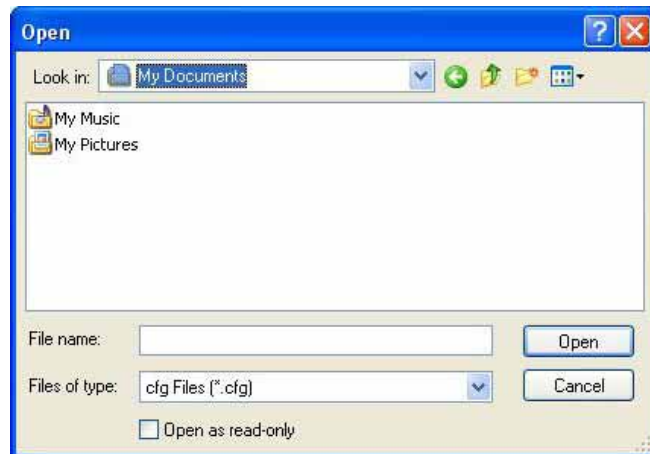 Open
Look in: My Documents
My Music
My Pictures
File name: Open
Files of type: cfg Files (*.cfg) Cancel
Open as read-only